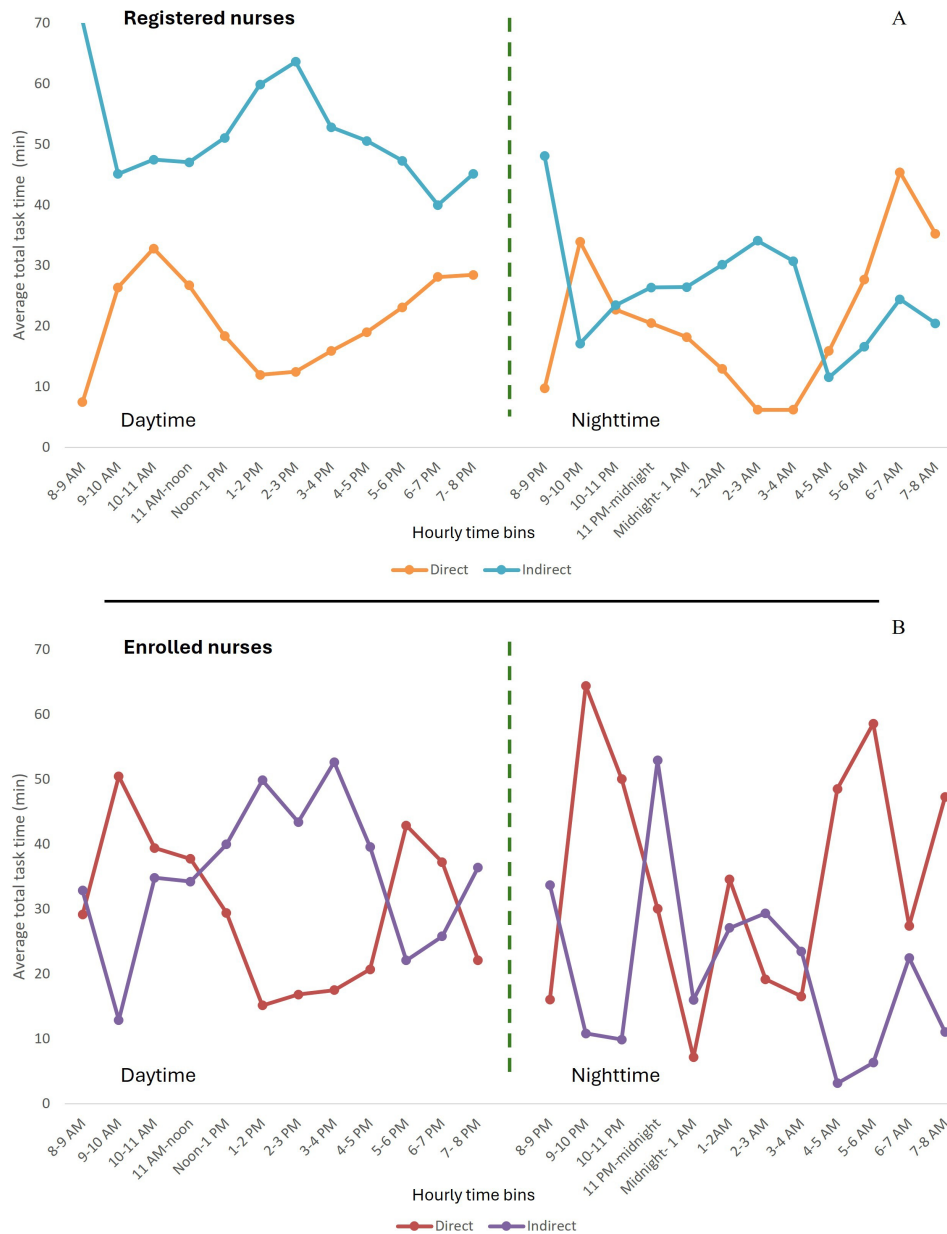 Registered nurses
A
Average total task time (min)
70
60
50
40
30
20
10
0
Daytime
Nighttime
8-9 AM
9-10 AM
10-11 AM
11 AM-noon
Noon-1 PM
1-2 PM
2-3 PM
3-4 PM
4-5 PM
5-6 PM
6-7 PM
7- 8 PM
8-9 PM
9-10 PM
10-11 PM
11 PM-midnight
Midnight- 1 AM
1-2AM
2-3 AM
3-4 AM
4-5 AM
5-6 AM
6-7 AM
7-8 AM
Hourly time bins
Direct Indirect
B
Enrolled nurses
Average total task time (min)
70
60
50
40
30
20
10
0
Daytime
Nighttime
8-9 AM
9-10 AM
10-11 AM
11 AM-noon
Noon-1 PM
1-2 PM
2-3 PM
3-4 PM
4-5 PM
5-6 PM
6-7 PM
7- 8 PM
8-9 PM
9-10 PM
10-11 PM
11 PM-midnight
Midnight- 1 AM
1-2AM
2-3 AM
3-4 AM
4-5 AM
5-6 AM
6-7 AM
7-8 AM
Hourly time bins
Direct Indirect